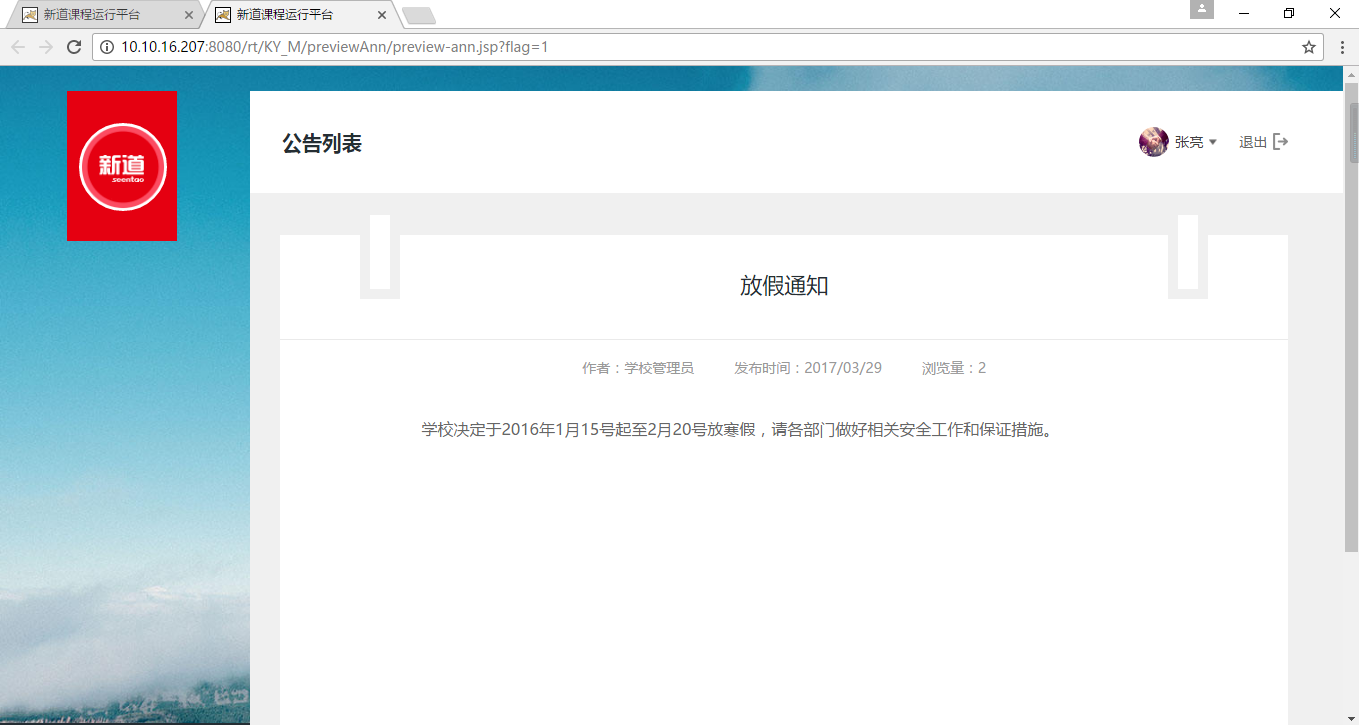 新道课程运行平台
新道课程运行平台
10.10.16.207:8080/rt/KY_M/previewAnn/preview-ann.jsp?flag=1
新道
seentao
公告列表
张亮
退出
放假通知
作者：学校管理员 发布时间：2017/03/29 浏览量：2
学校决定于2016年1月15号起至2月20号放寒假，请各部门做好相关安全工作和保证措施。